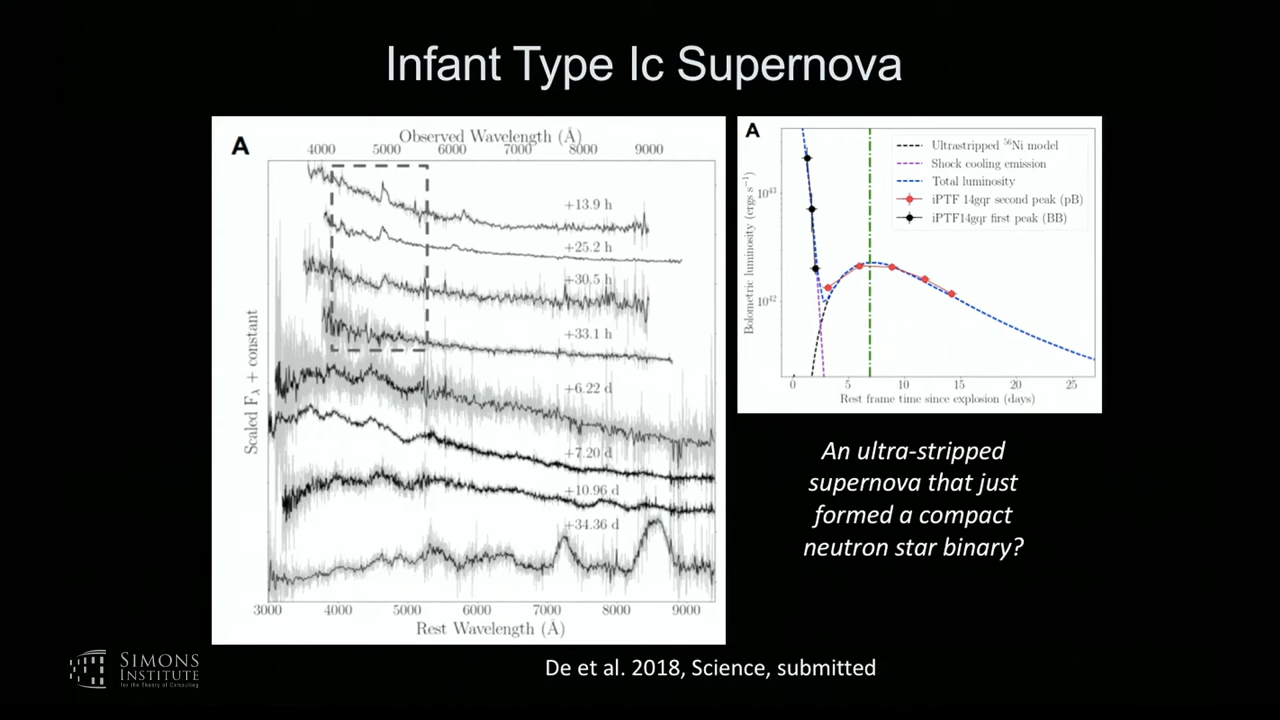 Infant Type Ic Supernova
A
Observed Wavelength (Å)
4000 5000 6000 7000 8000 9000
+13.9 h
+25.2 h
+30.5 h
+33.1 h
+6.22 d
+7.20 d
+10.96 d
+34.36 d
Scaled Fλ + constant
3000 4000 5000 6000 7000 8000 9000
Rest Wavelength (Å)
A
Ultrastripped ⁵⁶Ni model
Shock cooling emission
Total luminosity
iPTF 14gqr second peak (pB)
iPTF14gqr first peak (BB)
Bolometric luminosity (ergs s⁻¹)
10⁴³
10⁴²
0 5 10 15 20 25
Rest frame time since explosion (days)
An ultra-stripped
supernova that just
formed a compact
neutron star binary?
SIMONS
INSTITUTE
for the Theory of Computing
De et al. 2018, Science, submitted